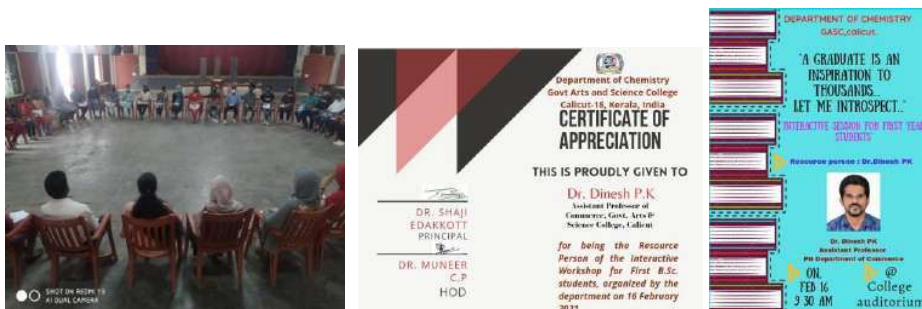 SHOT ON REDMI Y3
AI DUAL CAMERA
Department of Chemistry
Govt Arts and Science College
Calicut-18, Kerala, India
CERTIFICATE OF
APPRECIATION
THIS IS PROUDLY GIVEN TO
Dr. Dinesh P.K
Assistant Professor of
Commerce, Govt. Arts &
Science College, Calicut
for being the Resource
Person of the Interactive
Workshop for First B.Sc.
students, organized by the
department on 16 February
DR. SHAJI
EDAKKOTT
PRINCIPAL
DR. MUNEER
C.P
HOD
DEPARTMENT OF CHEMISTRY
GASC,calicut.
"A GRADUATE IS AN
INSPIRATION TO
THOUSANDS...
LET ME INTROSPECT.."
INTERACTIVE SESSION FOR FIRST YEAR
STUDENTS
Resource person : Dr.Dinesh PK
Dr. Dinesh PK
Assistant Professor
PG Department of Commerce
ON,
FEB 16
9 30 AM
@
College
auditorium